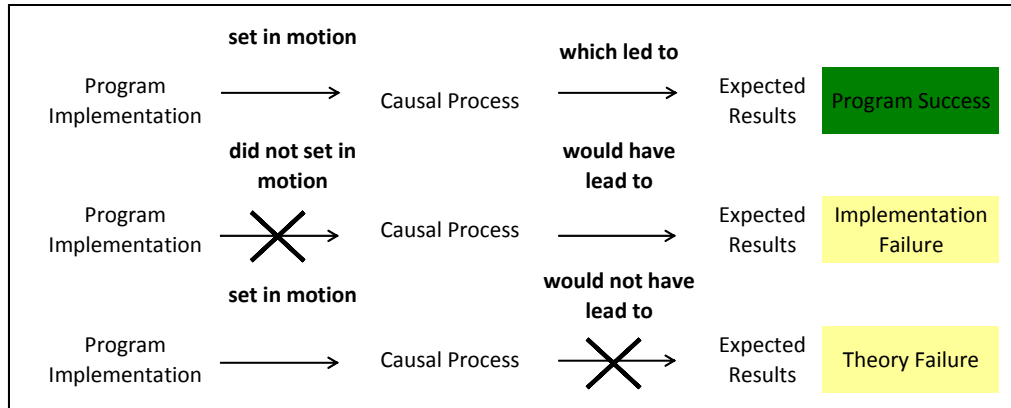 set in motion
which led to
Program
Implementation
Causal Process
Expected
Results
Program Success
did not set in
motion
would have
lead to
Program
Implementation
Causal Process
Expected
Results
Implementation
Failure
set in motion
would not have
lead to
Program
Implementation
Causal Process
Expected
Results
Theory Failure